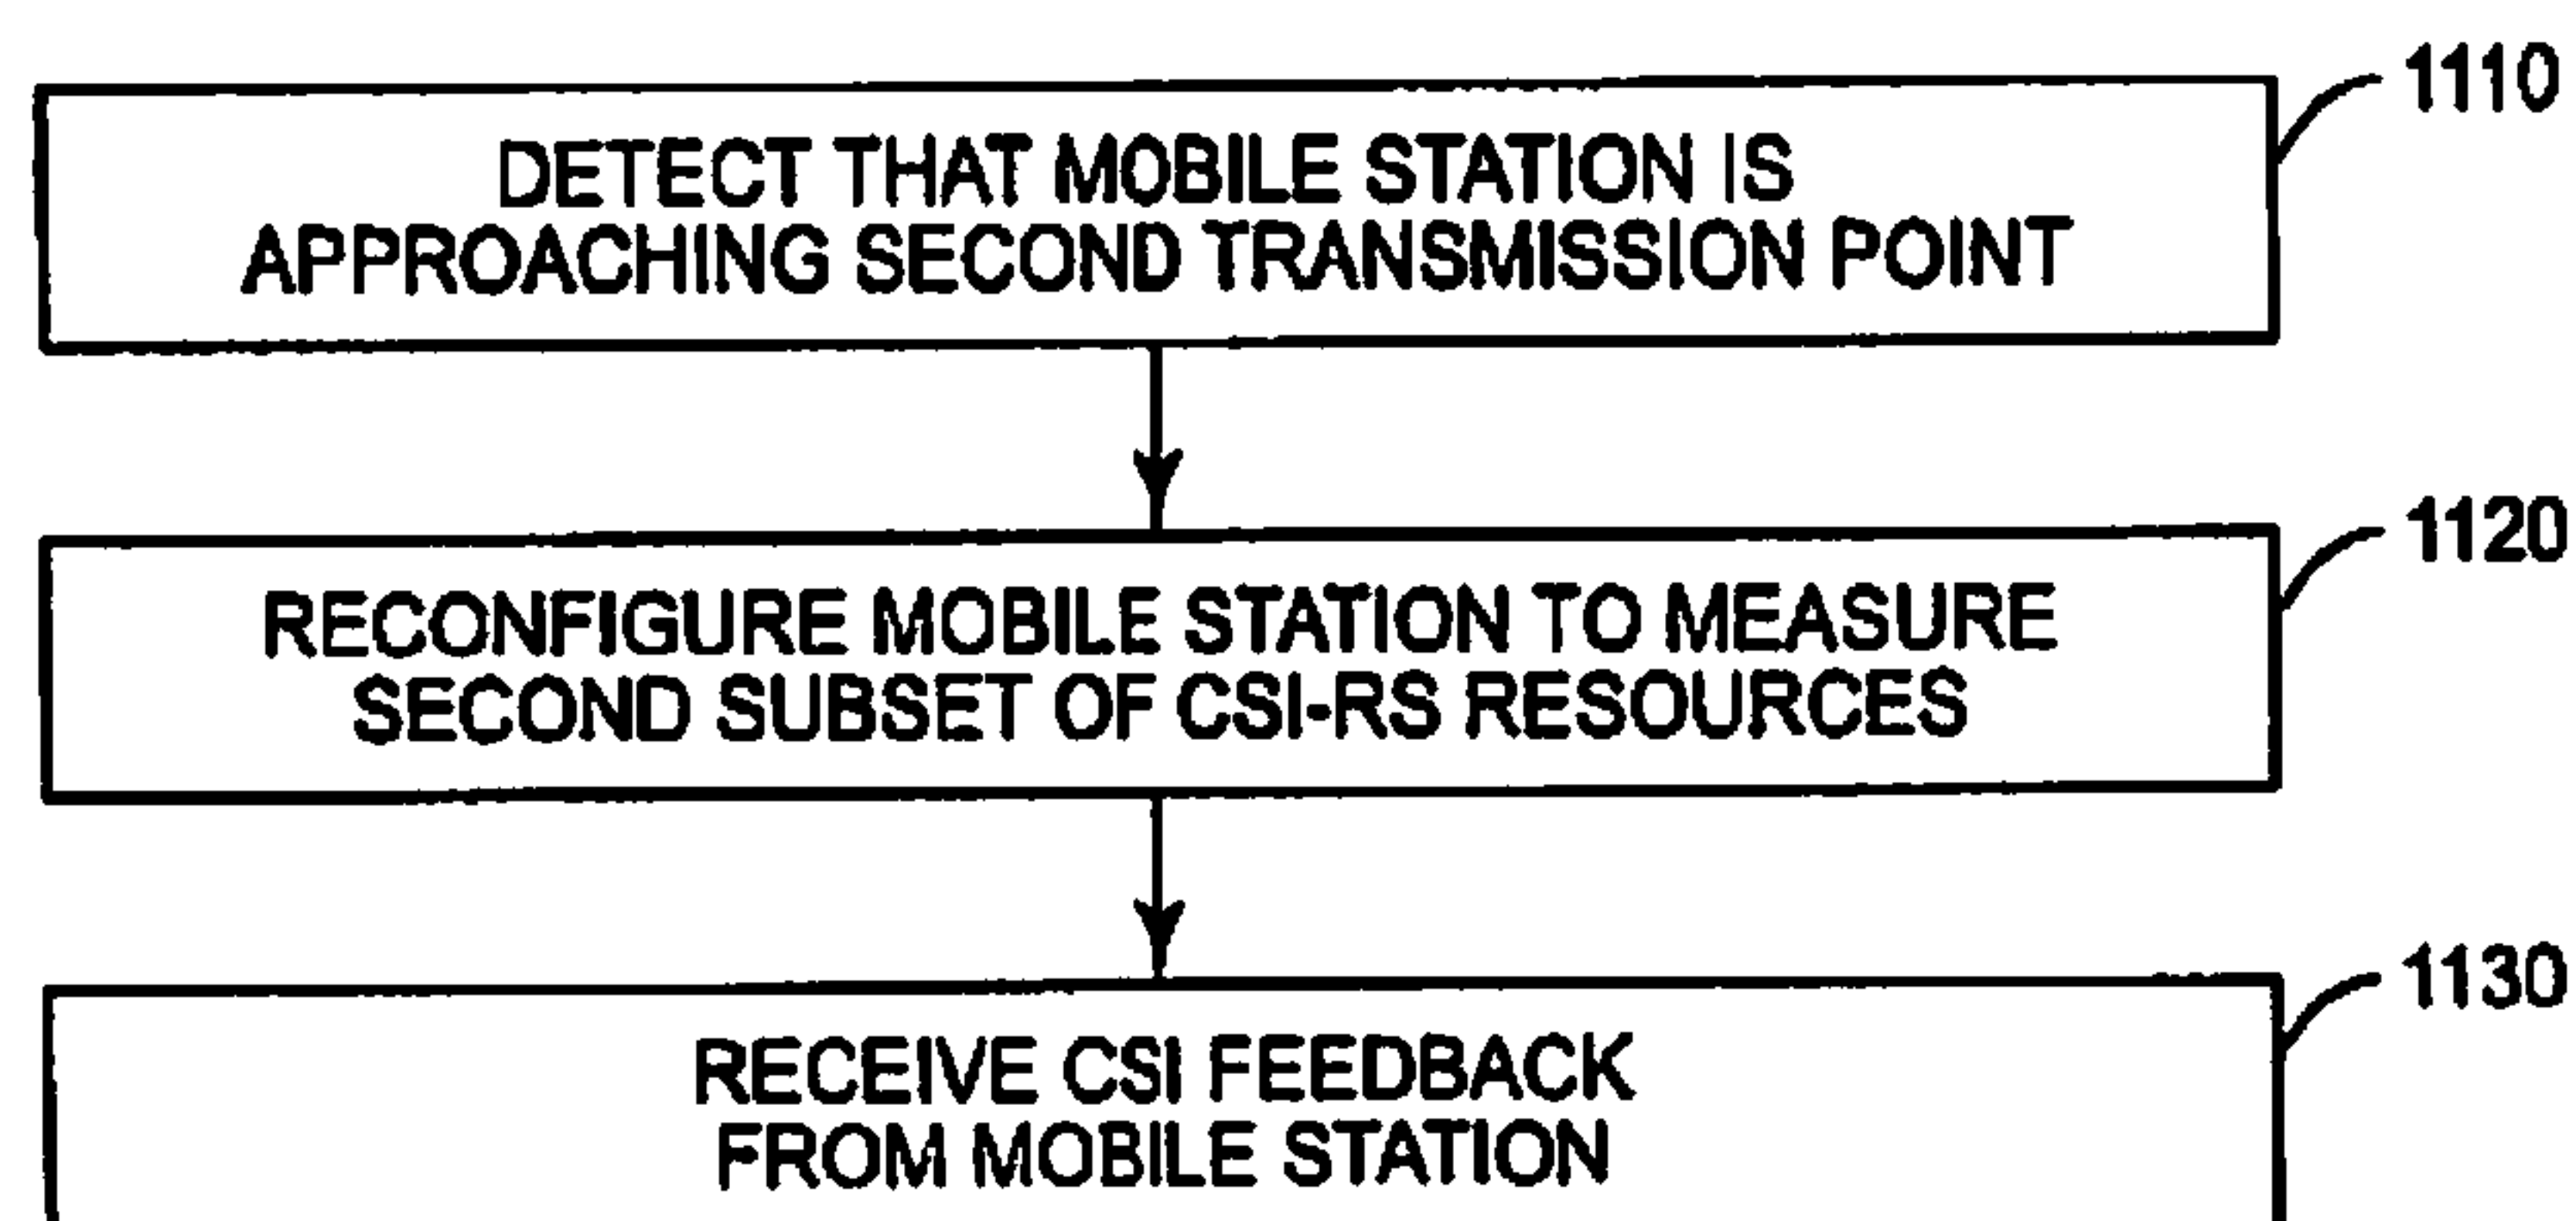 1110
DETECT THAT MOBILE STATION IS
APPROACHING SECOND TRANSMISSION POINT
1120
RECONFIGURE MOBILE STATION TO MEASURE
SECOND SUBSET OF CSI-RS RESOURCES
1130
RECEIVE CSI FEEDBACK
FROM MOBILE STATION